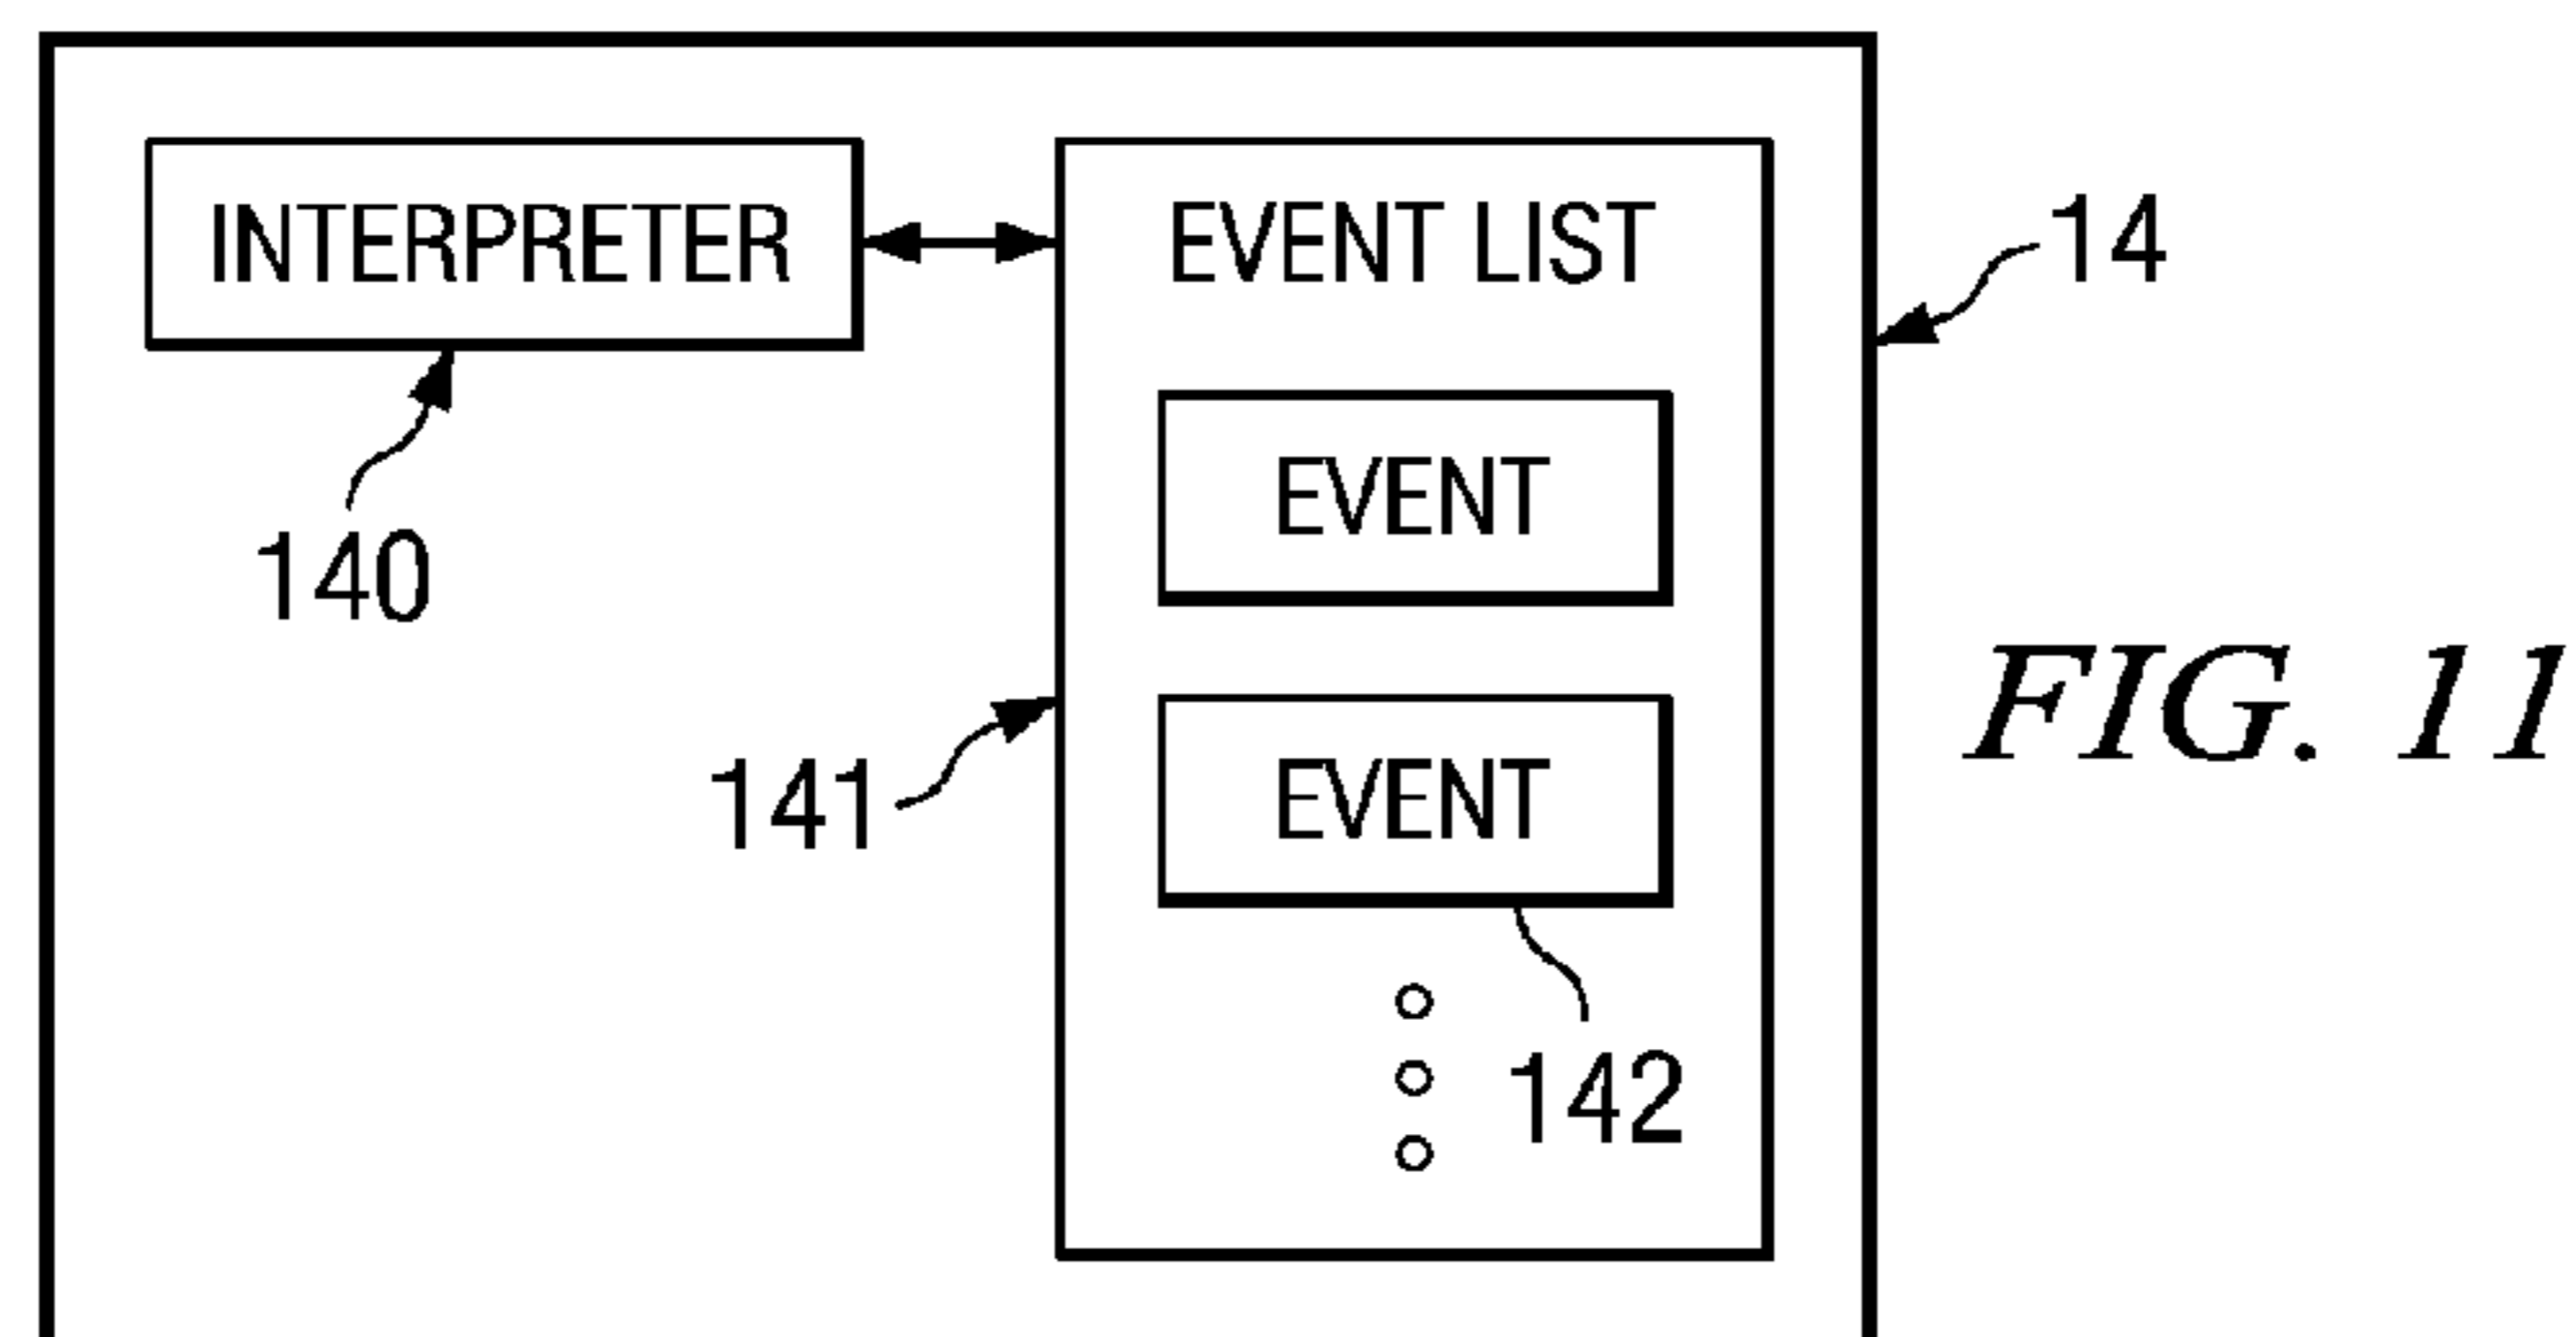 INTERPRETER
EVENT LIST
14
EVENT
140
FIG. 11
EVENT
141
142